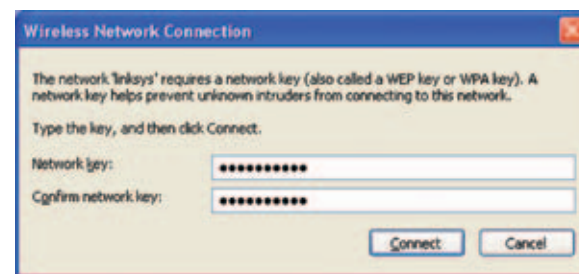 Wireless Network Connection
The network 'linksys' requires a network key (also called a WEP key or WPA key). A
network key helps prevent unknown intruders from connecting to this network.
Type the key, and then click Connect.
Network key: ••••••••••
Confirm network key: ••••••••••
Connect Cancel